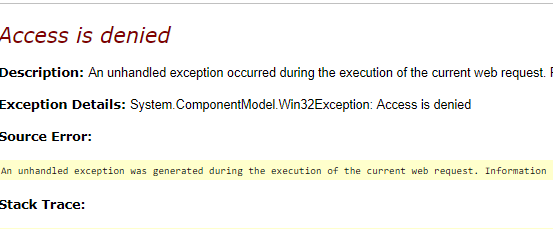 Access is denied
Description: An unhandled exception occurred during the execution of the current web request.
Exception Details: System.ComponentModel.Win32Exception: Access is denied
Source Error:
An unhandled exception was generated during the execution of the current web request. Information
Stack Trace: